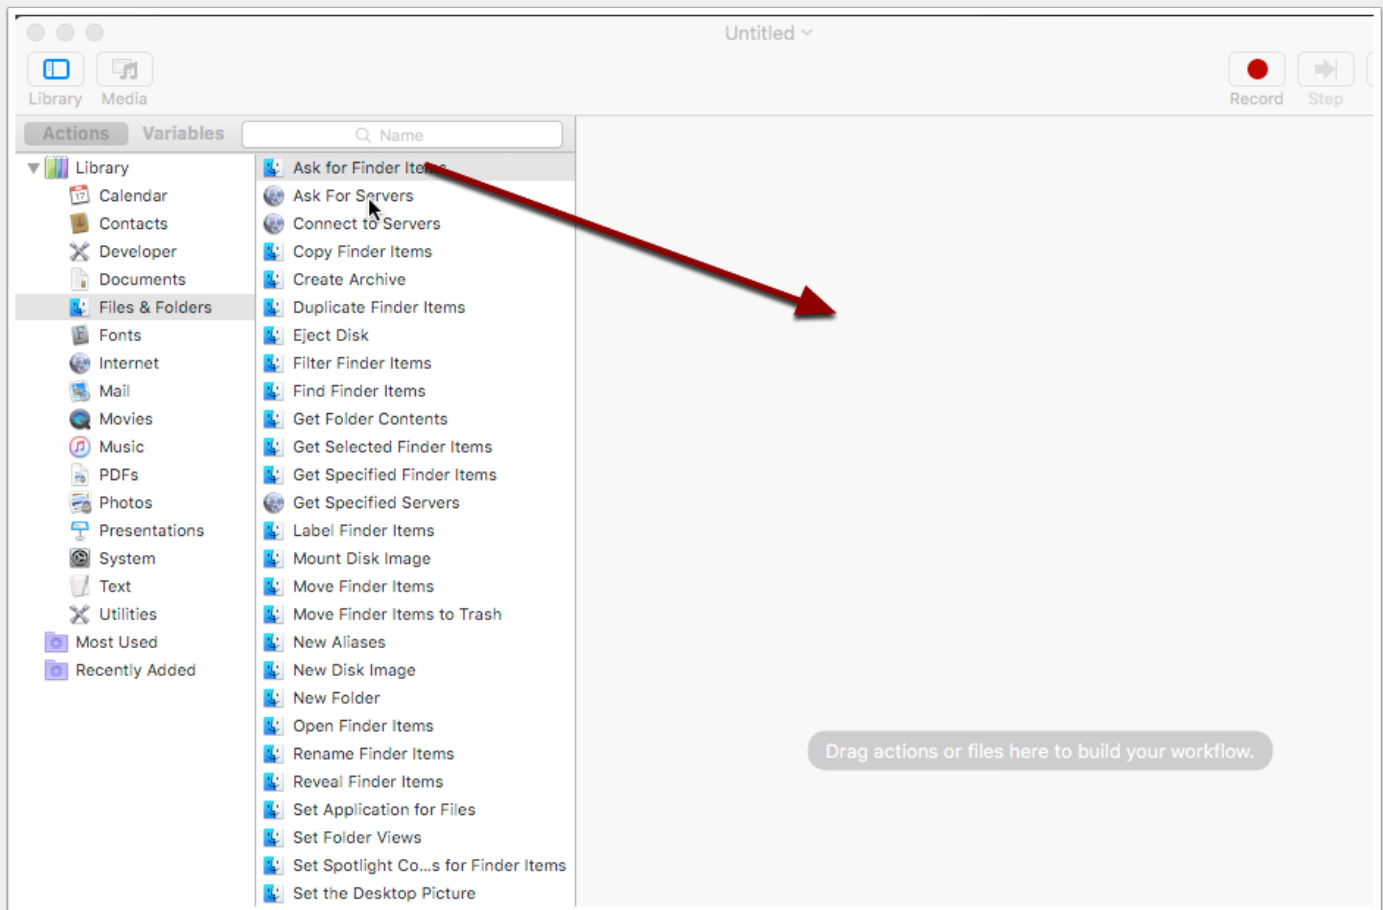 Untitled
Library
Media
Record
Step
Actions
Variables
Name
Library
Calendar
Contacts
Developer
Documents
Files & Folders
Fonts
Internet
Mail
Movies
Music
PDFs
Photos
Presentations
System
Text
Utilities
Most Used
Recently Added
Ask for Finder Items
Ask For Servers
Connect to Servers
Copy Finder Items
Create Archive
Duplicate Finder Items
Eject Disk
Filter Finder Items
Find Finder Items
Get Folder Contents
Get Selected Finder Items
Get Specified Finder Items
Get Specified Servers
Label Finder Items
Mount Disk Image
Move Finder Items
Move Finder Items to Trash
New Aliases
New Disk Image
New Folder
Open Finder Items
Rename Finder Items
Reveal Finder Items
Set Application for Files
Set Folder Views
Set Spotlight Co...s for Finder Items
Set the Desktop Picture
Drag actions or files here to build your workflow.